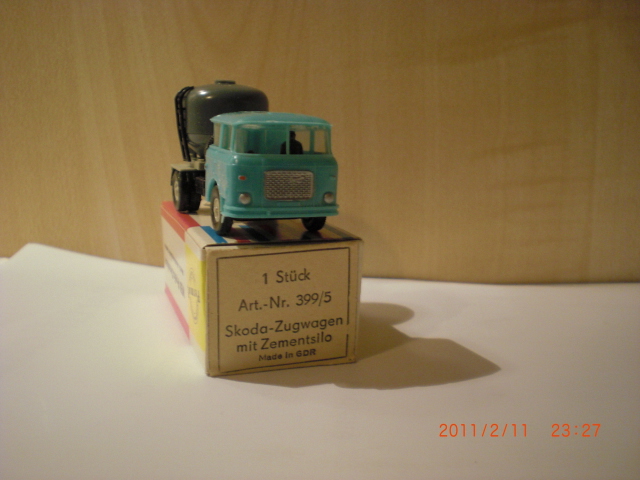 1 Stück
Art.-Nr. 399/5
Skoda-Zugwagen
mit Zementsilo
Made in GDR
2011/2/11 23:27